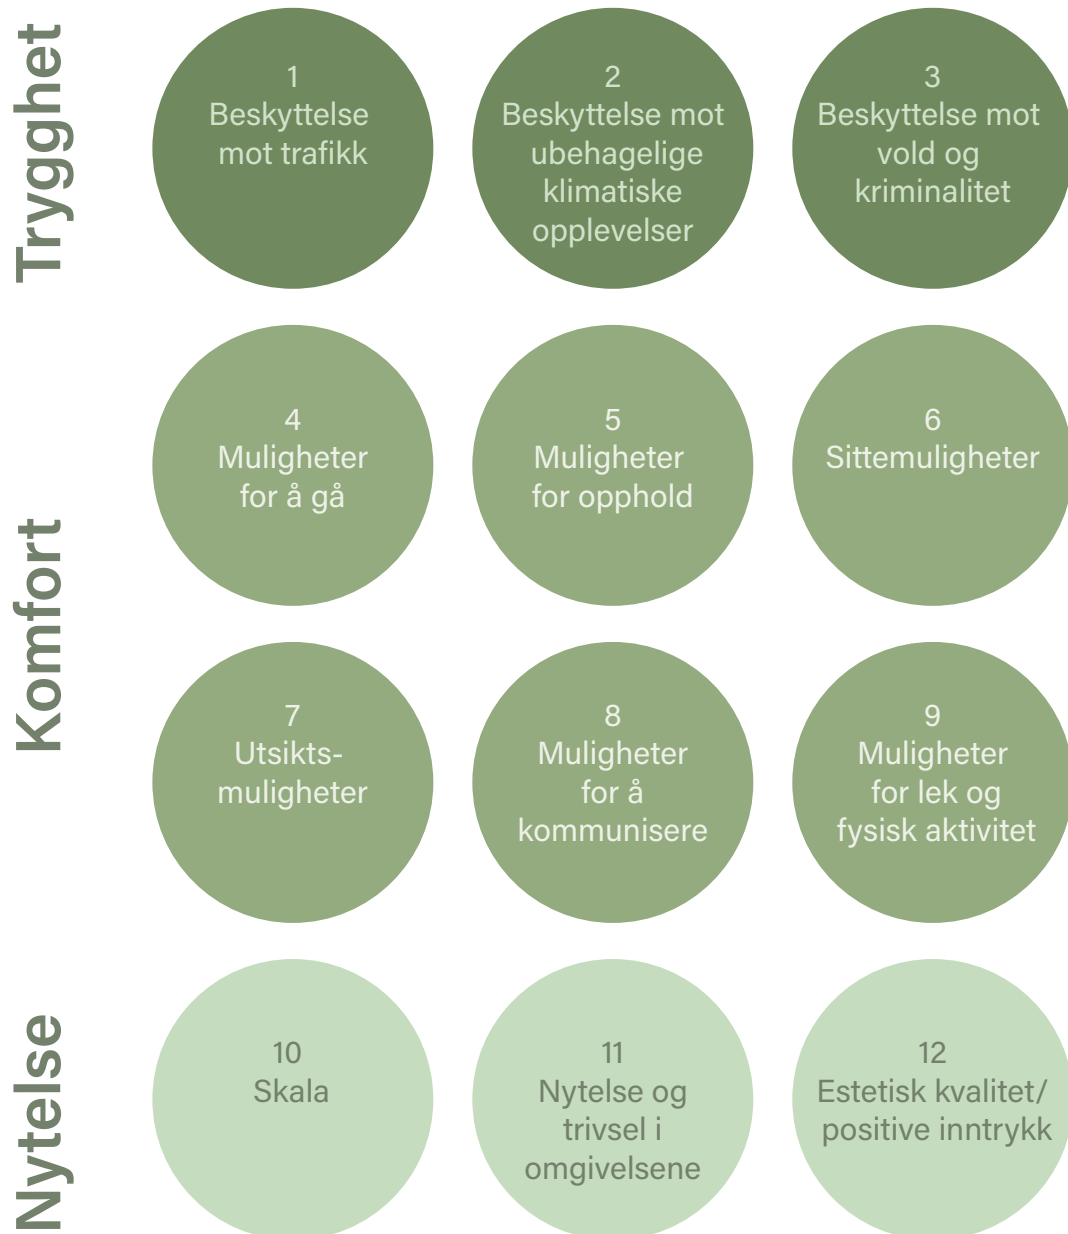 Trygghet
1
Beskyttelse
mot trafikk
2
Beskyttelse mot
ubehagelige
klimatiske
opplevelser
3
Beskyttelse mot
vold og
kriminalitet
Komfort
4
Muligheter
for å gå
5
Muligheter
for opphold
6
Sittemuligheter
7
Utsikts-
muligheter
8
Muligheter
for å
kommunisere
9
Muligheter
for lek og
fysisk aktivitet
Nytelse
10
Skala
11
Nytelse og
trivsel i
omgivelsene
12
Estetisk kvalitet/
positive inntrykk